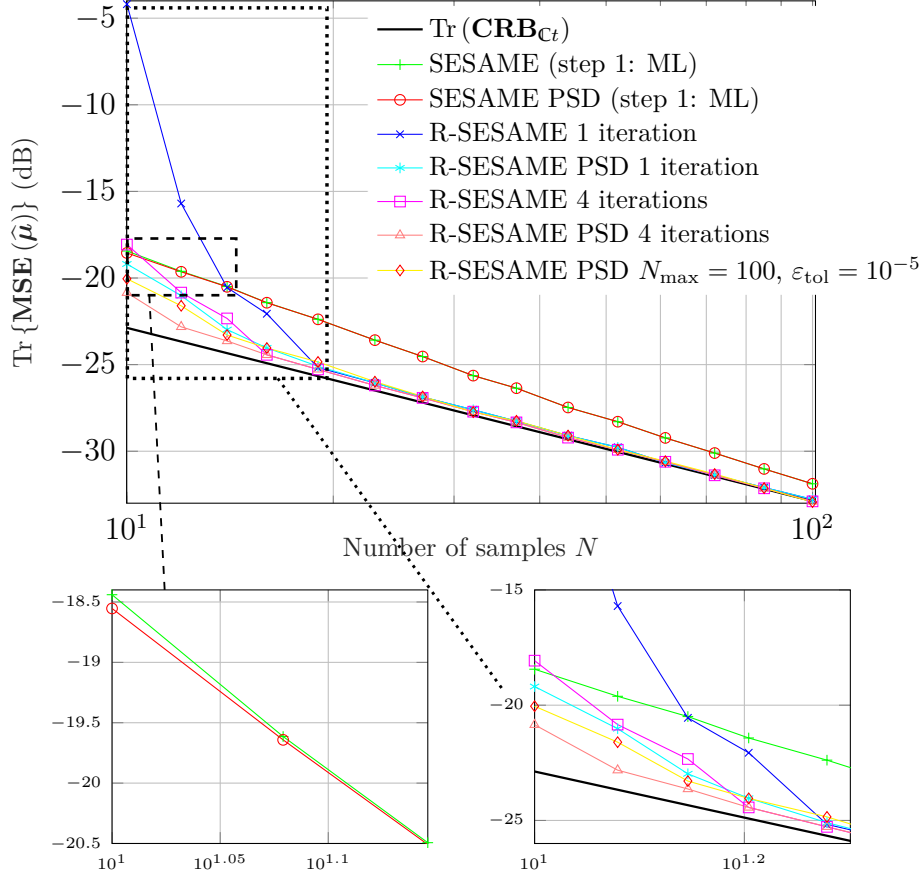 −5
−10
−15
−20
−25
−30
10^1
10^2
Tr {MSE (μ̂)} (dB)
Number of samples N
Tr (CRB_ℂt)
SESAME (step 1: ML)
SESAME PSD (step 1: ML)
R-SESAME 1 iteration
R-SESAME PSD 1 iteration
R-SESAME 4 iterations
R-SESAME PSD 4 iterations
R-SESAME PSD N_max = 100, ε_tol = 10^−5
−18.5
−19
−19.5
−20
−20.5
10^1
10^1.05
10^1.1
−15
−20
−25
10^1
10^1.2